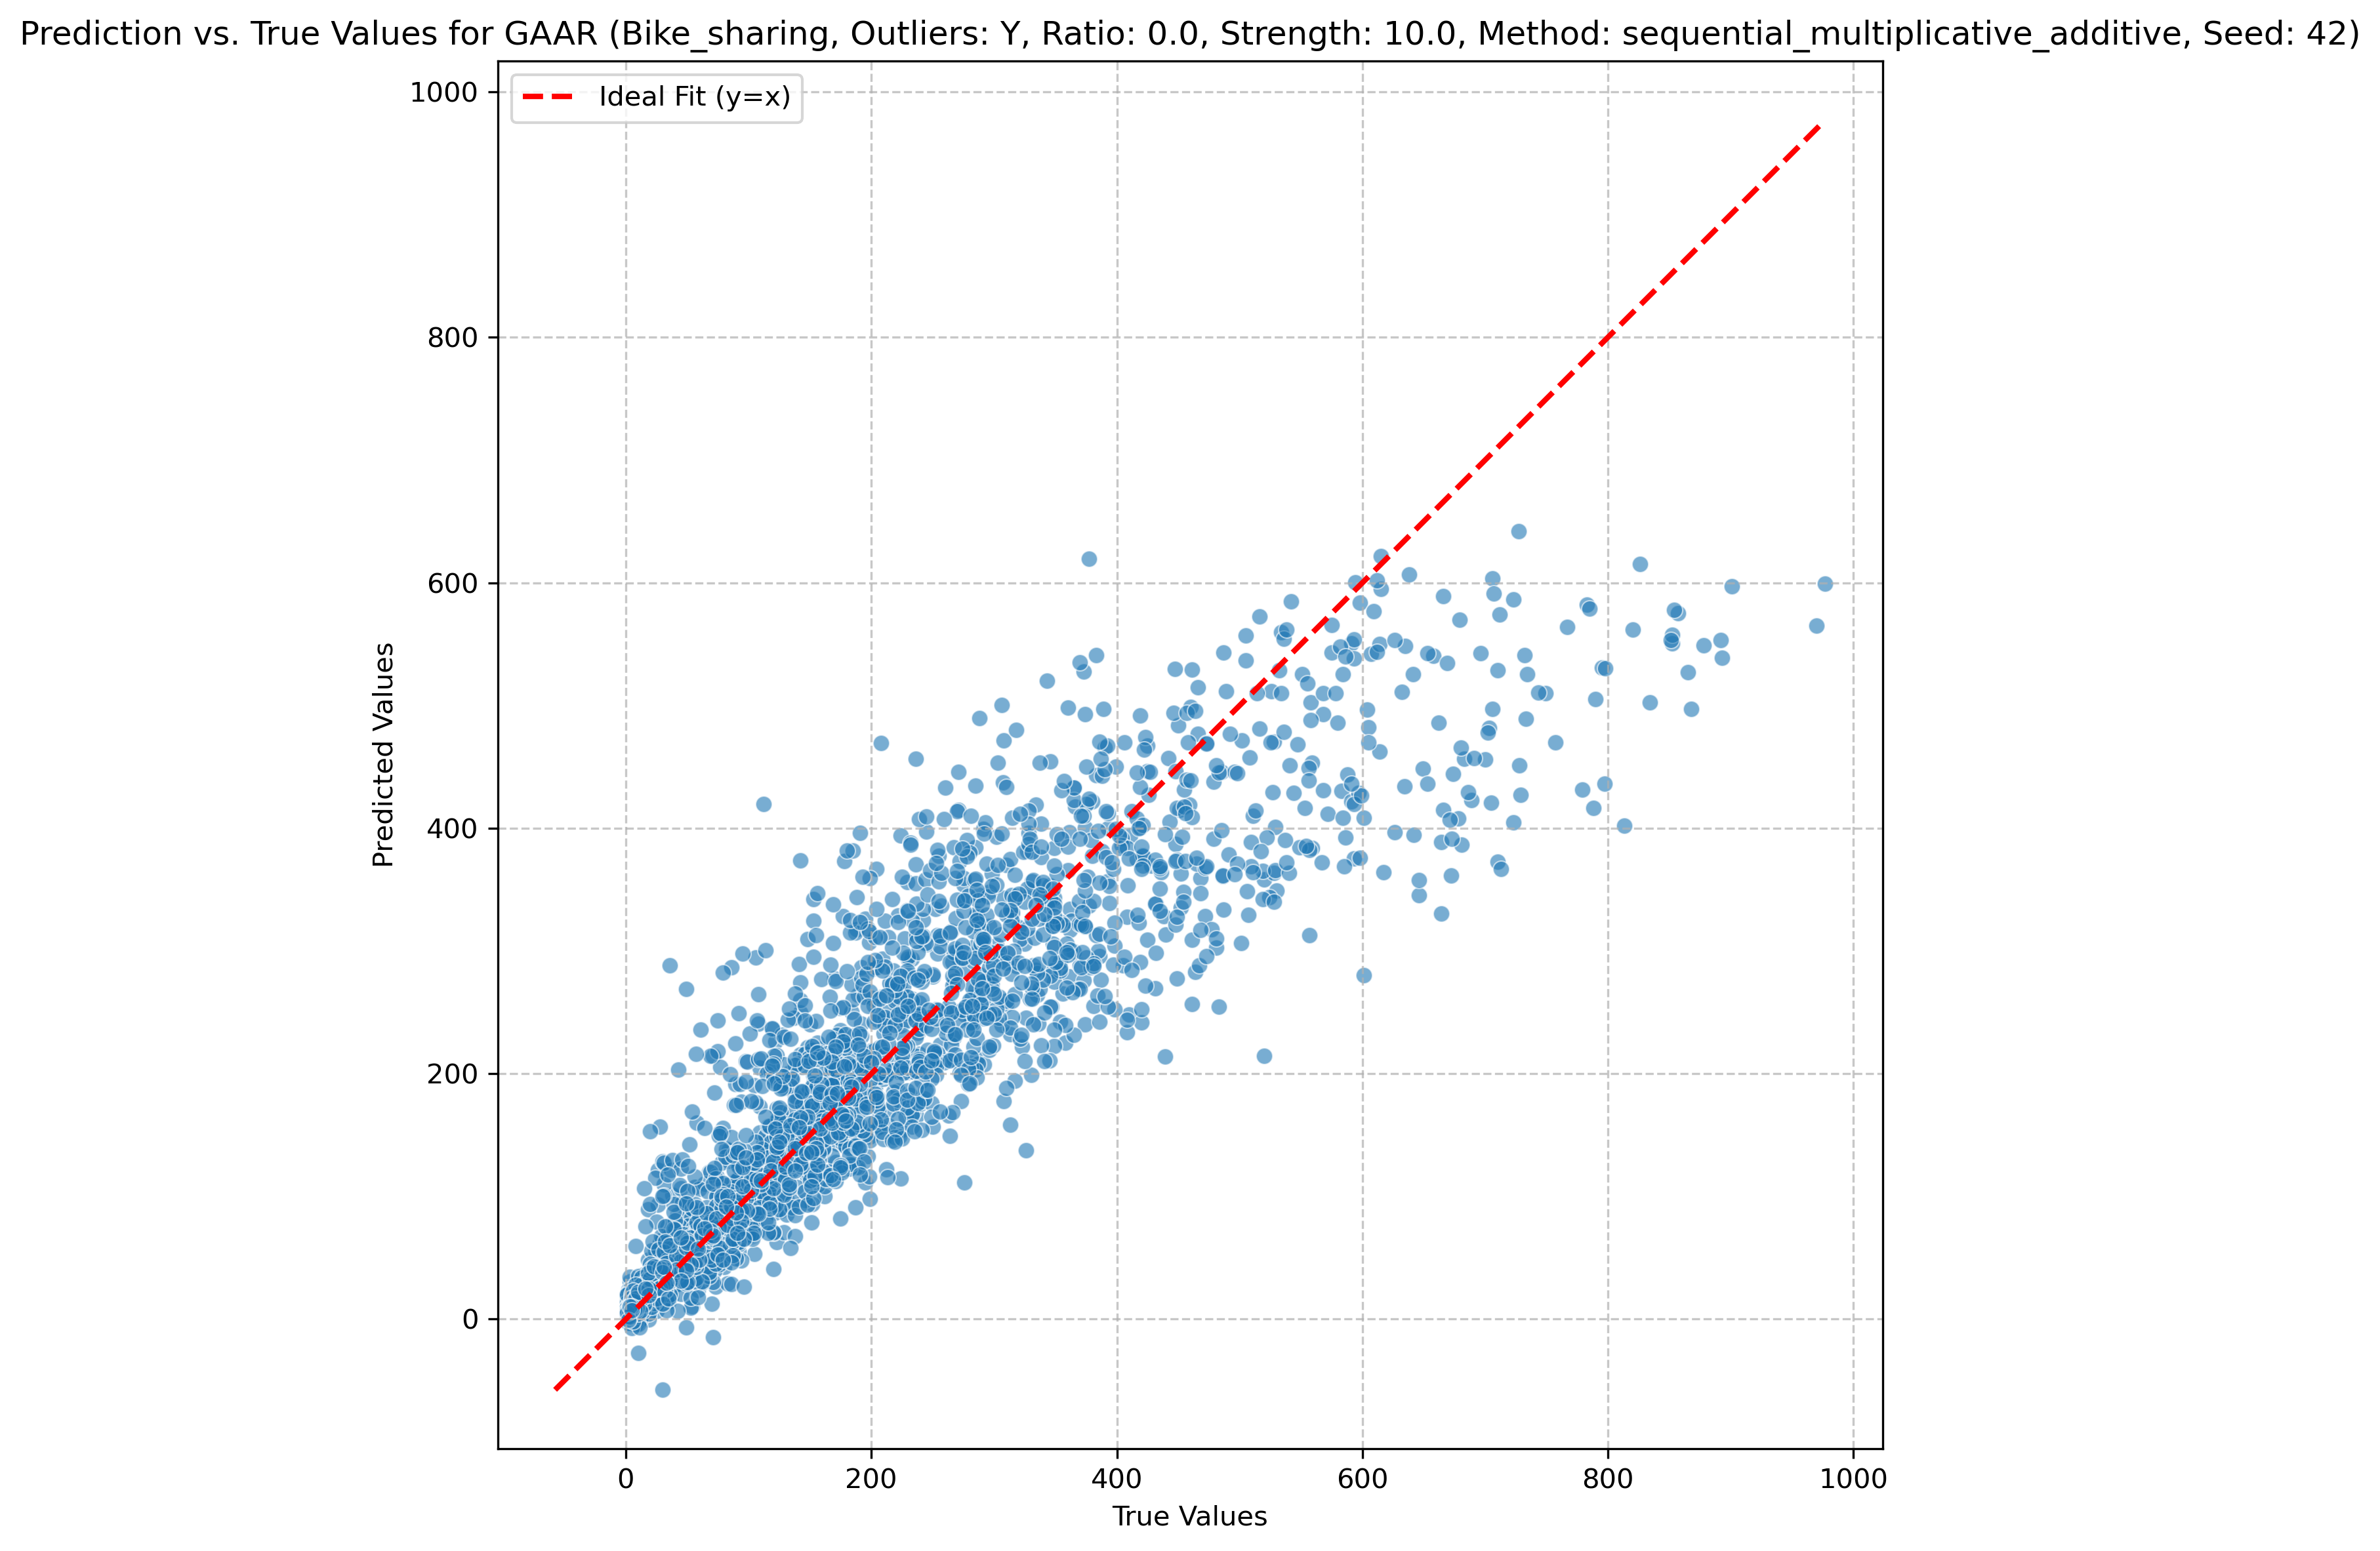 Prediction vs. True Values for GAAR (Bike_sharing, Outliers: Y, Ratio: 0.0, Strength: 10.0, Method: sequential_multiplicative_additive, Seed: 42)
Ideal Fit (y=x)
1000
800
600
400
200
0
Predicted Values
0 200 400 600 800 1000
True Values